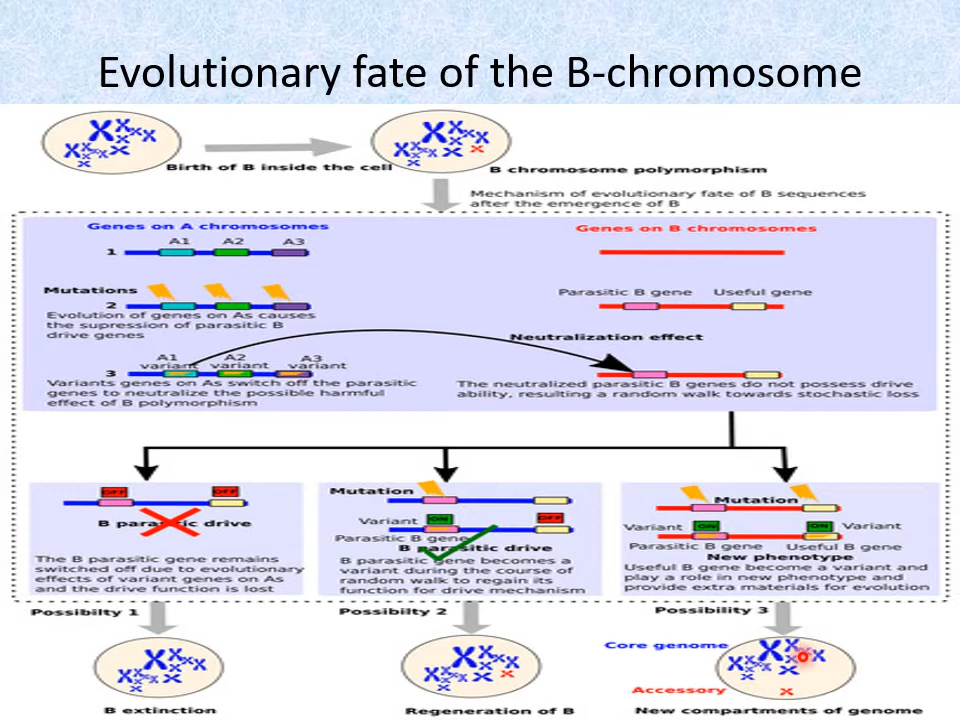 Evolutionary fate of the B-chromosome
Birth of B inside the cell
B chromosome polymorphism
Mechanism of evolutionary fate of B sequences
after the emergence of B
Genes on A chromosomes
Genes on B chromosomes
A1 A2 A3
1
Mutations
Parasitic B gene Useful gene
2
Evolution of genes on As causes
the supression of parasitic B
drive genes
Neutralization effect
A1 variant A2 variant A3 variant
3
Variants genes on As switch off the parasitic
genes to neutralize the possible harmful
effect of B polymorphism
The neutralized parasitic B genes do not possess drive
ability, resulting a random walk towards stochastic loss
OFF OFF
B parasitic drive
The B parasitic gene remains
switched off due to evolutionary
effects of variant genes on As
and the drive function is lost
Possibilty 1
Mutation
Variant ON OFF
Parasitic B gene
B parasitic drive
B parasitic gene becomes a
variant during the course of
random walk to regain its
function for drive mechanism
Possibilty 2
Mutation
Variant ON ON Variant
Parasitic B gene Useful B gene
New phenotype
Useful B gene become a variant and
play a role in new phenotype and
provide extra materials for evolution
Possibility 3
Core genome
Accessory
B extinction
Regeneration of B
New compartments of genome